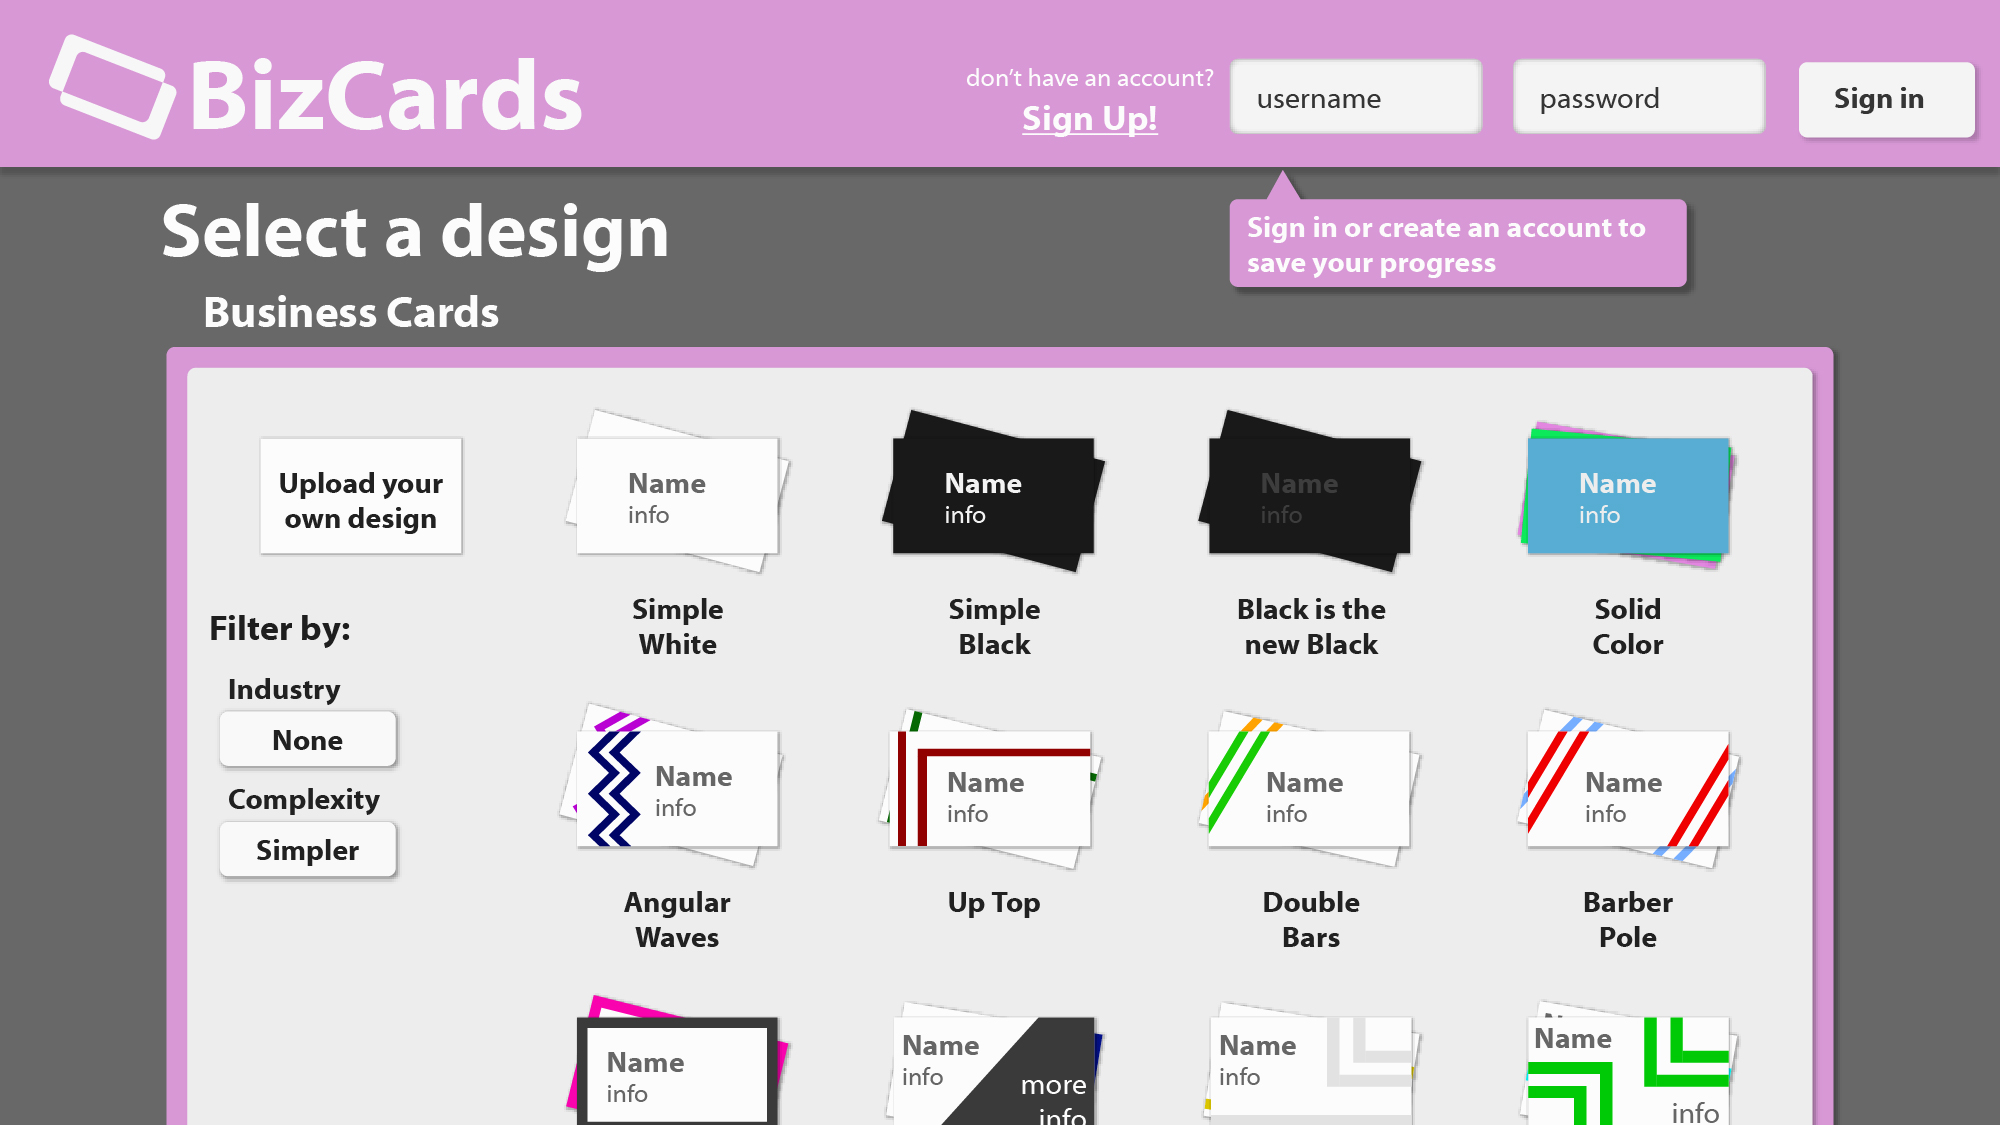 BizCards
don't have an account?
Sign Up!
username
password
Sign in
Sign in or create an account to
save your progress
Select a design
Business Cards
Upload your
own design
Filter by:
Industry
None
Complexity
Simpler
Name
info
Simple
White
Name
info
Simple
Black
Name
info
Black is the
new Black
Name
info
Solid
Color
Name
info
Angular
Waves
Name
info
Up Top
Name
info
Double
Bars
Name
info
Barber
Pole
Name
info
Name
info
more
info
Name
info
Name
info